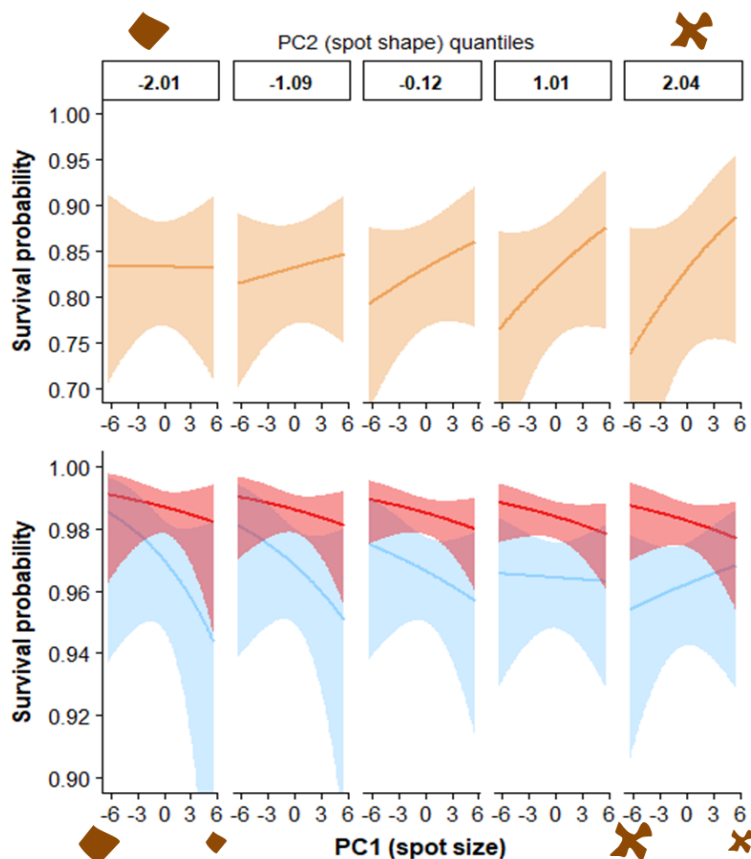 PC2 (spot shape) quantiles
-2.01 -1.09 -0.12 1.01 2.04
Survival probability
1.00
0.95
0.90
0.85
0.80
0.75
0.70
-6 -3 0 3 6 -6 -3 0 3 6 -6 -3 0 3 6 -6 -3 0 3 6 -6 -3 0 3 6
Survival probability
1.00
0.98
0.96
0.94
0.92
0.90
-6 -3 0 3 6 -6 -3 0 3 6 -6 -3 0 3 6 -6 -3 0 3 6 -6 -3 0 3 6
PC1 (spot size)